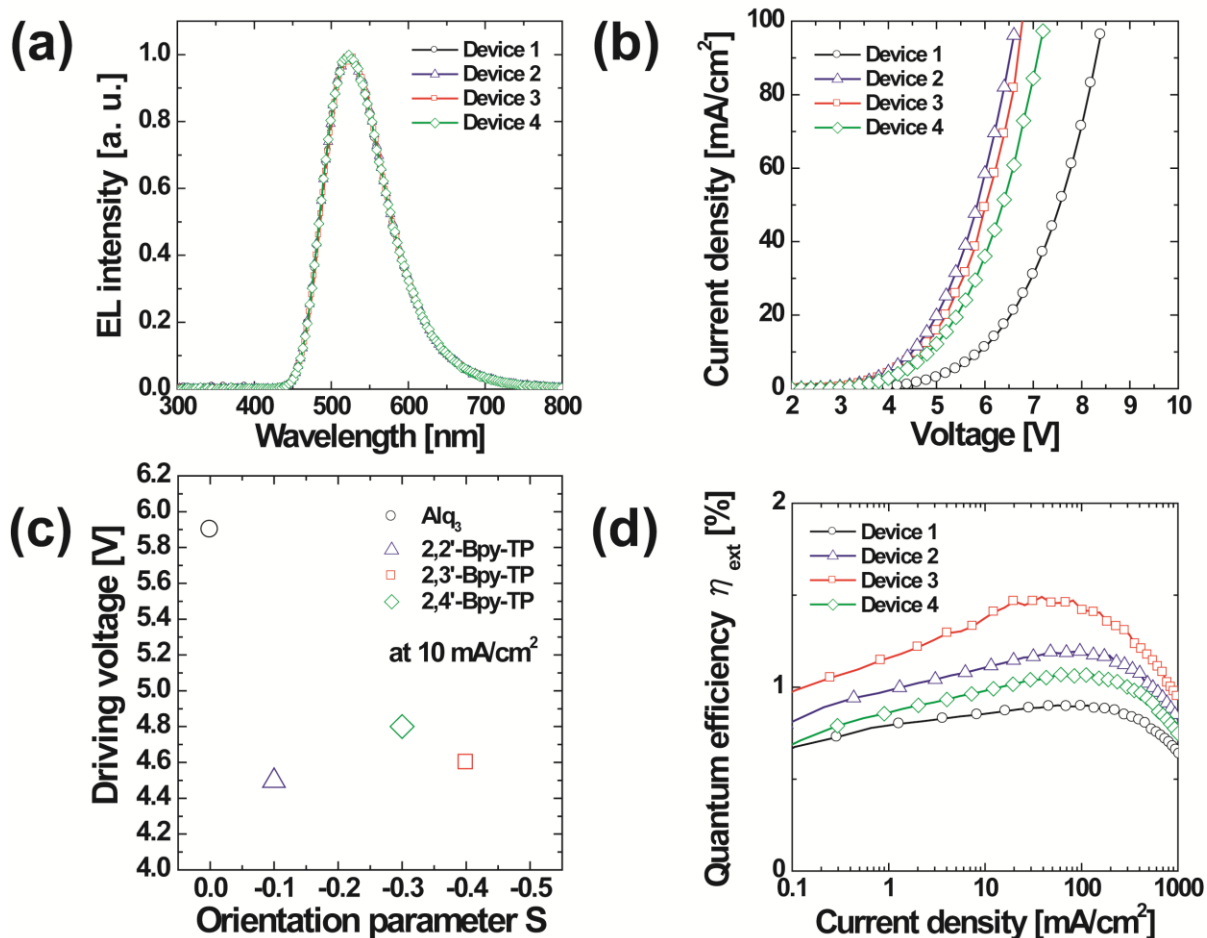 (a)
EL intensity [a. u.]
1.0
0.8
0.6
0.4
0.2
0.0
300 400 500 600 700 800
Wavelength [nm]
Device 1
Device 2
Device 3
Device 4
(b)
Current density [mA/cm²]
100
80
60
40
20
0
2 3 4 5 6 7 8 9 10
Voltage [V]
Device 1
Device 2
Device 3
Device 4
(c)
Driving voltage [V]
6.2
6.0
5.8
5.6
5.4
5.2
5.0
4.8
4.6
4.4
4.2
4.0
0.0 -0.1 -0.2 -0.3 -0.4 -0.5
Orientation parameter S
Alq₃
2,2'-Bpy-TP
2,3'-Bpy-TP
2,4'-Bpy-TP
at 10 mA/cm²
(d)
Quantum efficiency η ext [%]
2
1
0
0.1 1 10 100 1000
Current density [mA/cm²]
Device 1
Device 2
Device 3
Device 4